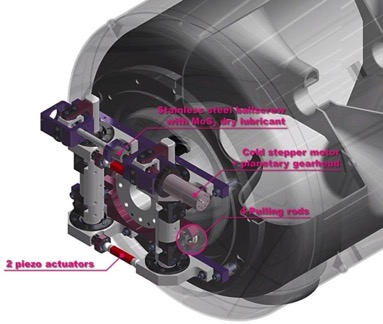 Stainless steel ballscrew
with MoS2 dry lubricant
Cold stepper motor
+ planetary gearhead
4 Pulling rods
2 piezo actuators